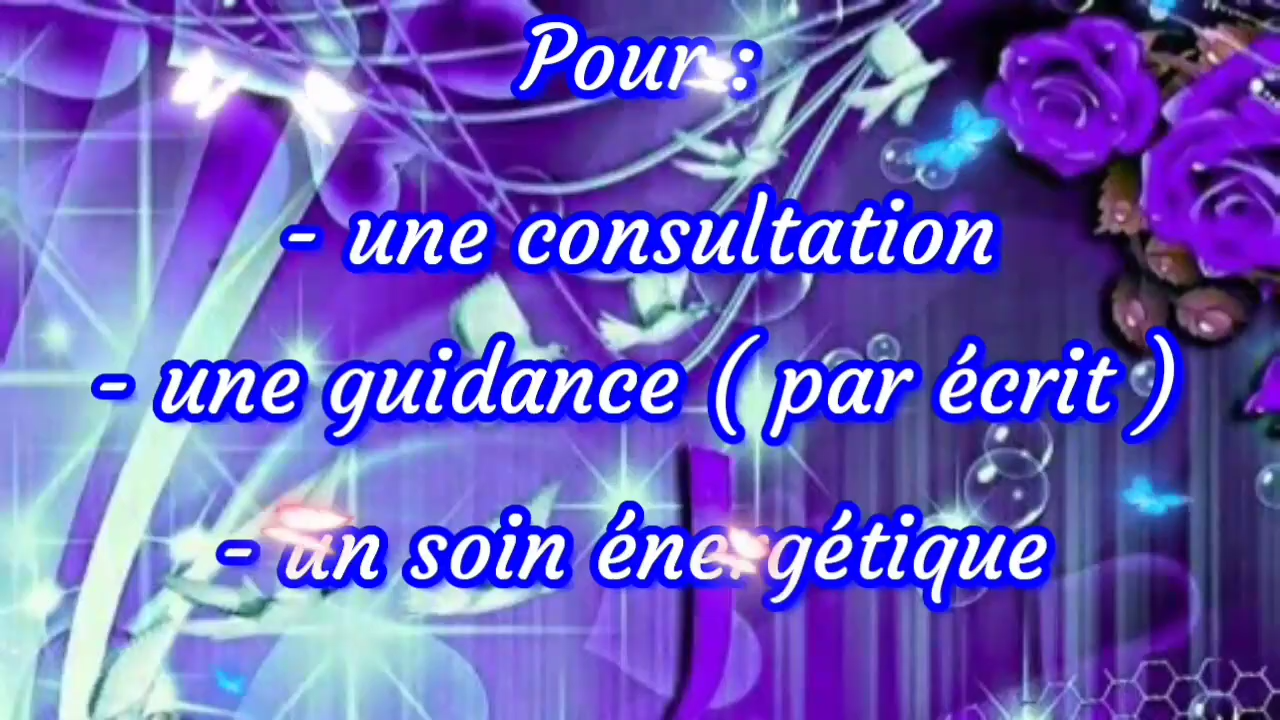 Pour :
- une consultation
- une guidance ( par écrit )
- un soin énergétique